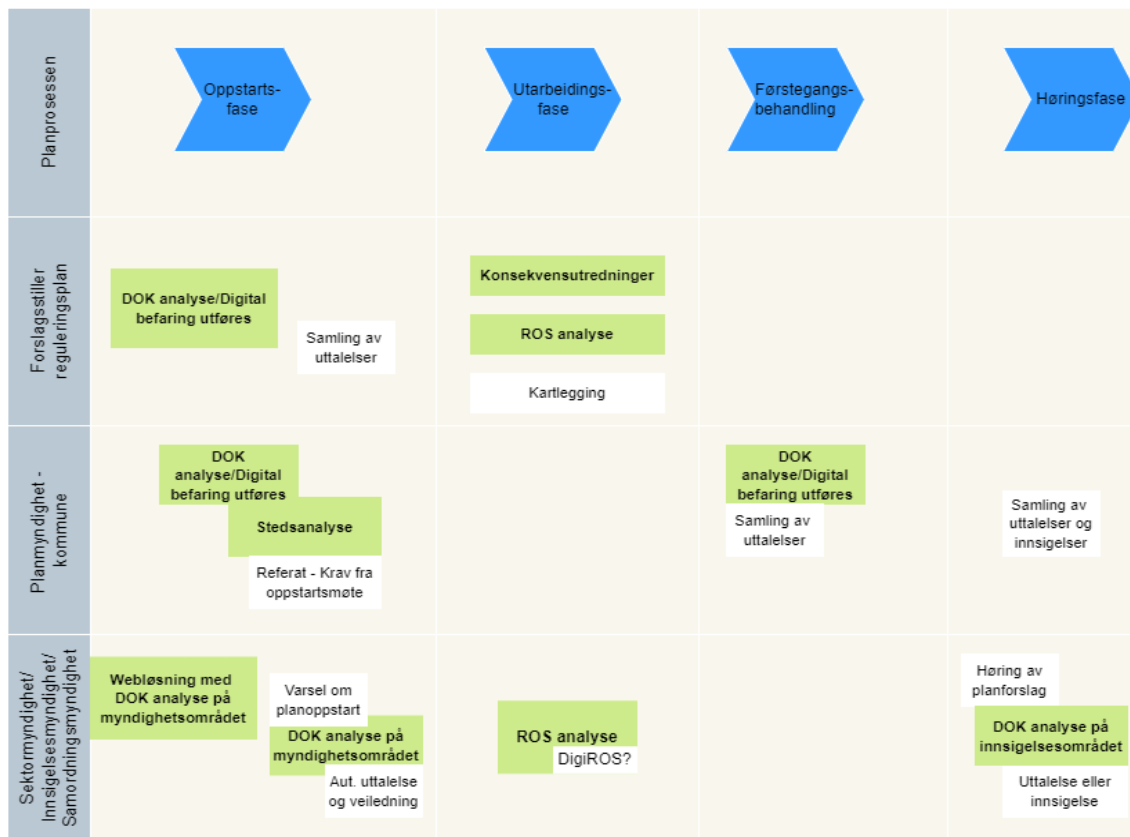 Planprosessen
Oppstarts-
fase
Utarbeidings-
fase
Førstegangs-
behandling
Høringsfase
Forslagsstiller
reguleringsplan
DOK analyse/Digital
befaring utføres
Samling av
uttalelser
Konsekvensutredninger
ROS analyse
Kartlegging
Planmyndighet -
kommune
DOK
analyse/Digital
befaring utføres
Stedsanalyse
Referat - Krav fra
oppstartsmøte
DOK
analyse/Digital
befaring utføres
Samling av
uttalelser
Samling av
uttalelser og
innsigelser
Sektormyndighet/
Innsigelsesmyndighet/
Samordningsmyndighet
Webløsning med
DOK analyse på
myndighetsområdet
Varsel om
planoppstart
DOK analyse på
myndighetsområdet
Aut. uttalelse
og veiledning
ROS analyse
DigiROS?
Høring av
planforslag
DOK analyse på
innsigelsesområdet
Uttalelse eller
innsigelse